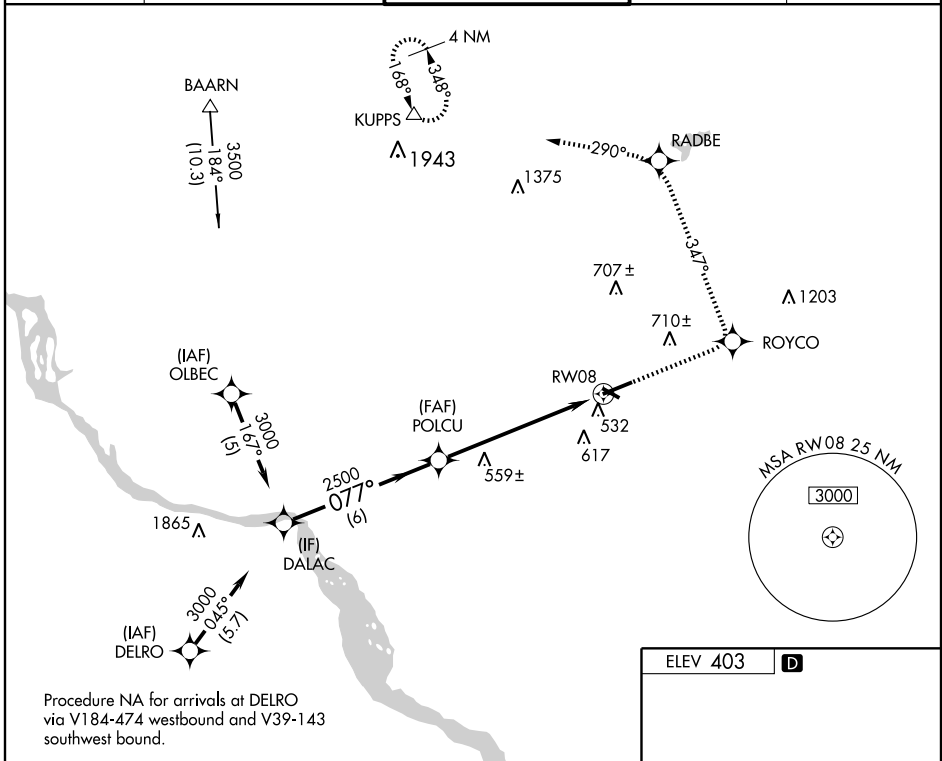 4 NM
168°
348°
BAARN
KUPPS
3500
184°
(10.3)
1943
290°
RADBE
1375
347°
707±
1203
710±
ROYCO
(IAF)
OLBEC
RW08
3000
167°
(5)
(FAF)
POLCU
532
617
559±
2500
077°
(6)
MSA RW08 25 NM
3000
1865
(IF)
DALAC
3000
045°
(5.7)
(IAF)
DELRO
ELEV 403 D
Procedure NA for arrivals at DELRO
via V184-474 westbound and V39-143
southwest bound.